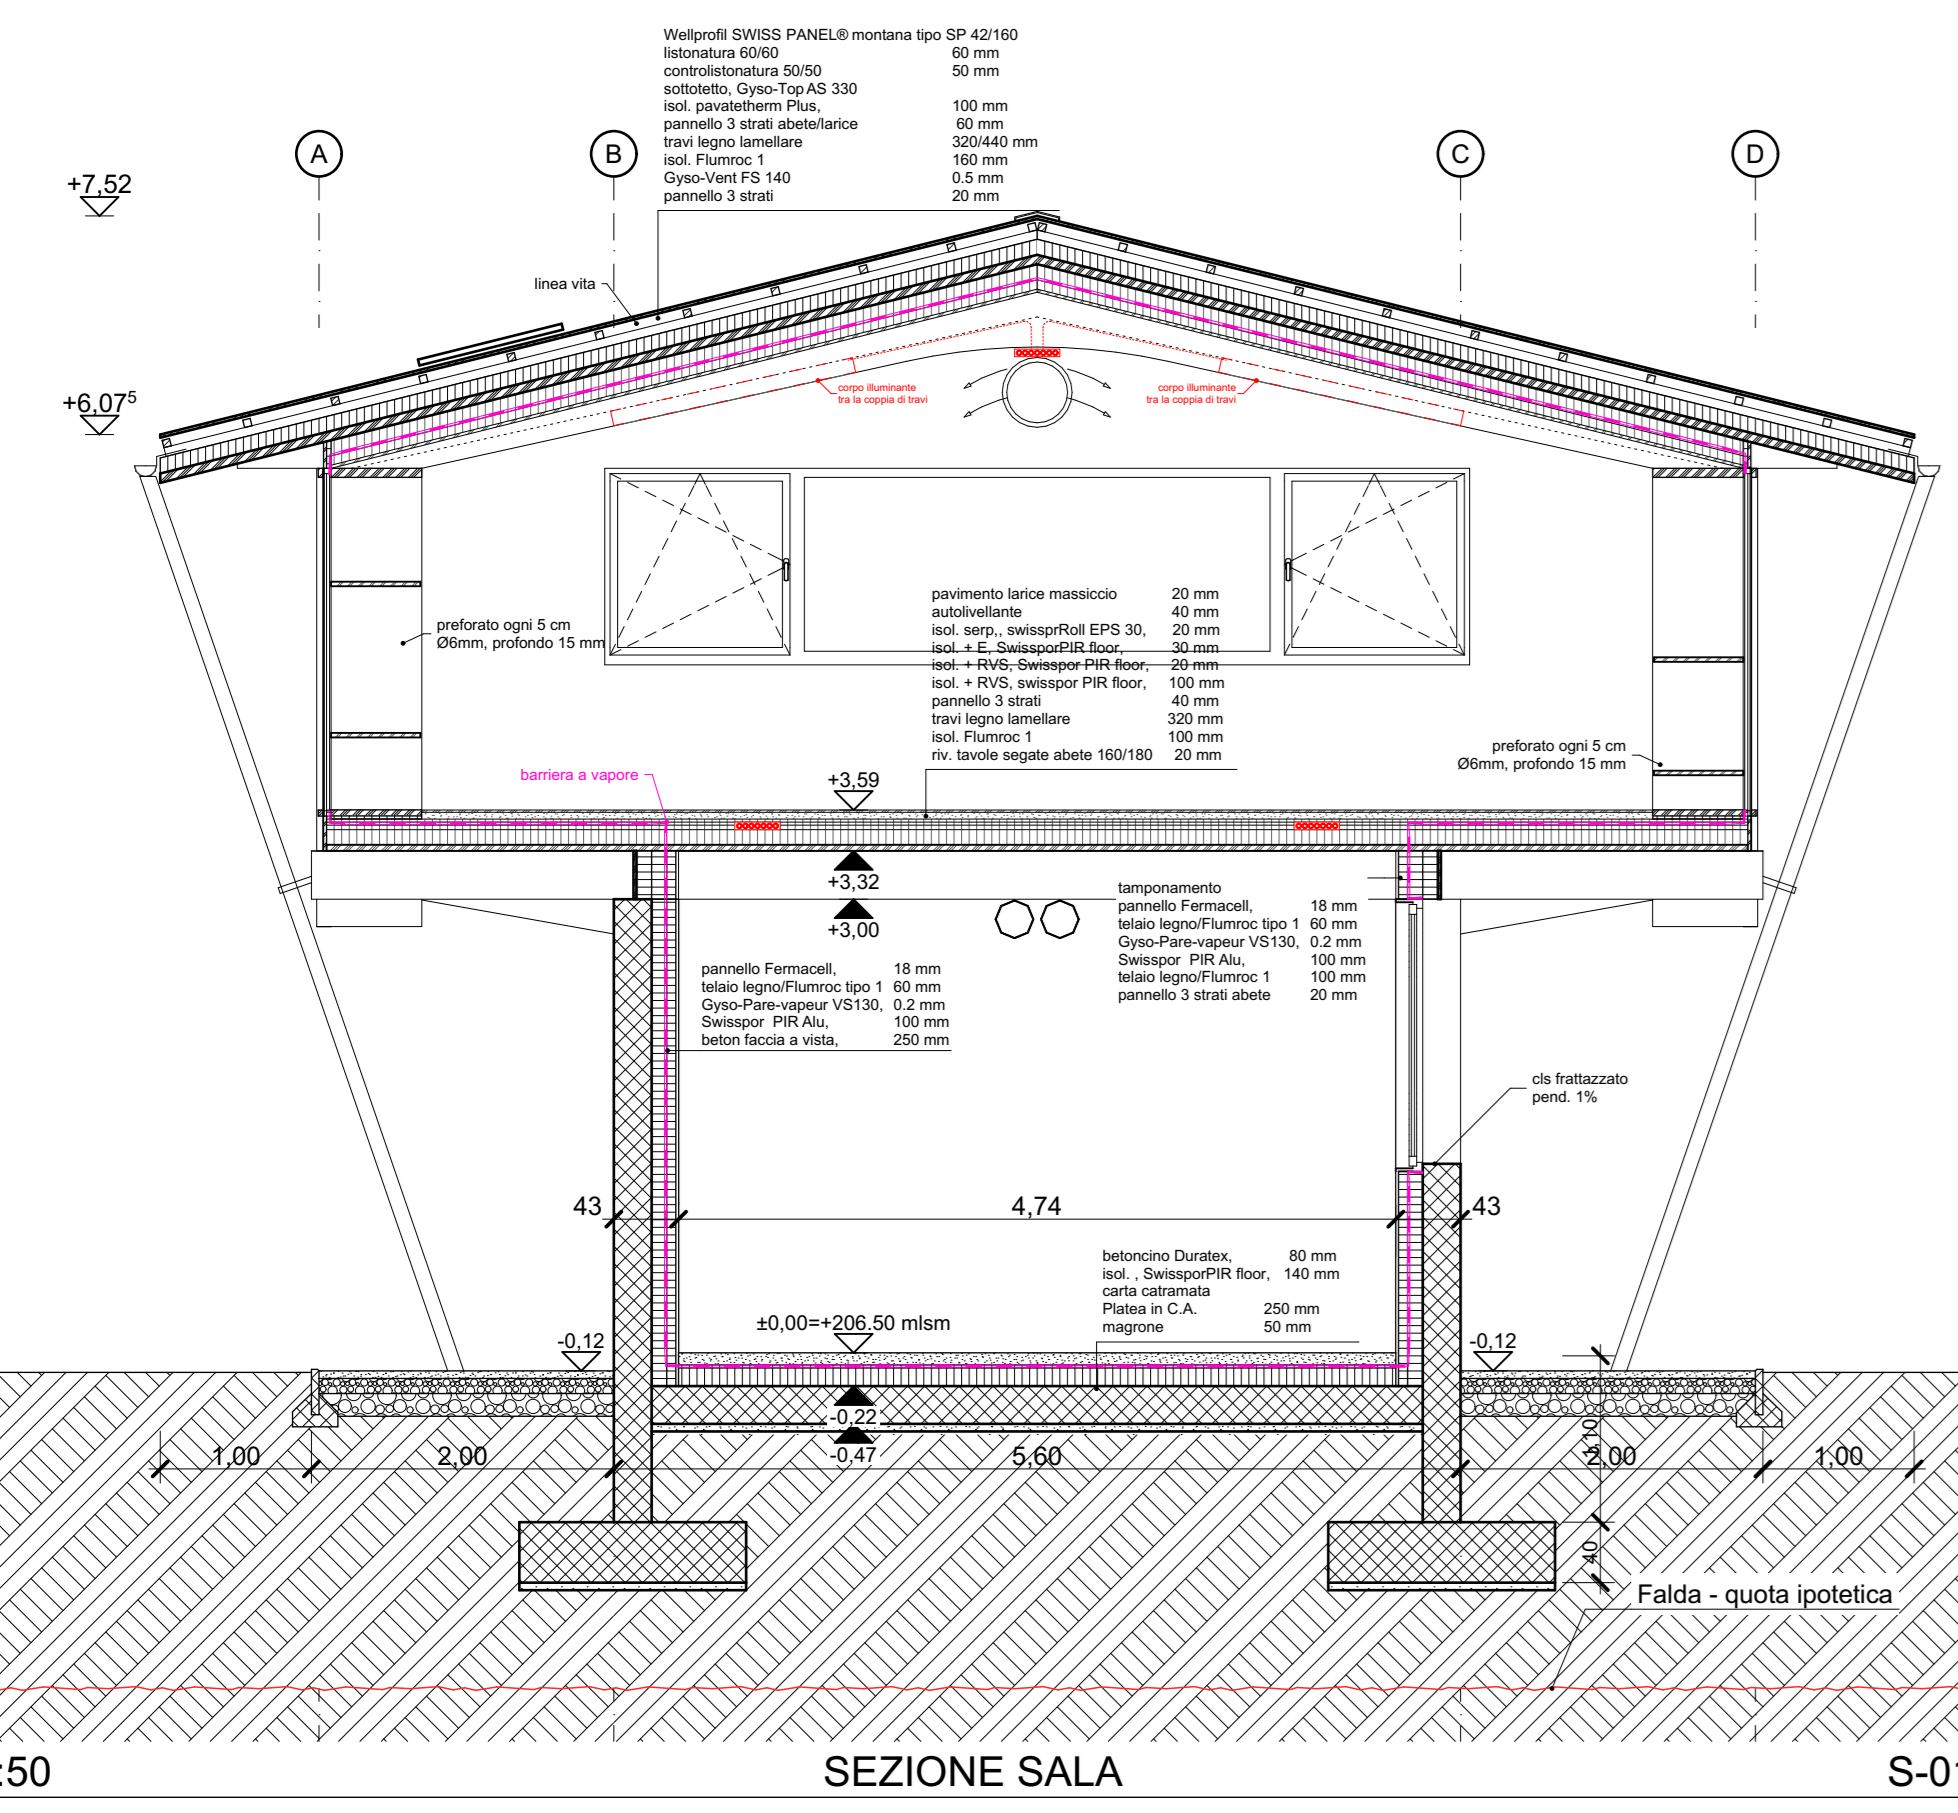 Wellprofil SWISS PANEL® montana tipo SP 42/160
listonatura 60/60 60 mm
controlistonatura 50/50 50 mm
sottotetto, Gyso-Top AS 330
isol. pavatetherm Plus, 100 mm
pannello 3 strati abete/larice 60 mm
travi legno lamellare 320/440 mm
isol. Flumroc 1 160 mm
Gyso-Vent FS 140 0.5 mm
pannello 3 strati 20 mm
A
B
C
D
+7,52
linea vita
+6,07⁵
corpo illuminante
tra la coppia di travi
corpo illuminante
tra la coppia di travi
preforato ogni 5 cm
Ø6mm, profondo 15 mm
pavimento larice massiccio 20 mm
autolivellante 40 mm
isol. serp,, swissprRoll EPS 30, 20 mm
isol. + E, SwissporPIR floor, 30 mm
isol. + RVS, Swisspor PIR floor, 20 mm
isol. + RVS, swisspor PIR floor, 100 mm
pannello 3 strati 40 mm
travi legno lamellare 320 mm
isol. Flumroc 1 100 mm
riv. tavole segate abete 160/180 20 mm
preforato ogni 5 cm
Ø6mm, profondo 15 mm
barriera a vapore
+3,59
+3,32
+3,00
tamponamento
pannello Fermacell, 18 mm
telaio legno/Flumroc tipo 1 60 mm
Gyso-Pare-vapeur VS130, 0.2 mm
Swisspor PIR Alu, 100 mm
telaio legno/Flumroc 1 100 mm
pannello 3 strati abete 20 mm
pannello Fermacell, 18 mm
telaio legno/Flumroc tipo 1 60 mm
Gyso-Pare-vapeur VS130, 0.2 mm
Swisspor PIR Alu, 100 mm
beton faccia a vista, 250 mm
cls frattazzato
pend. 1%
43
4,74
43
betoncino Duratex, 80 mm
isol. , SwissporPIR floor, 140 mm
carta catramata
Platea in C.A. 250 mm
magrone 50 mm
±0,00=+206.50 mlsm
-0,12
-0,12
-0,22
-0,47
1,00
2,00
5,60
2,00
1,00
1,10
40
Falda - quota ipotetica
:50
SEZIONE SALA
S-01